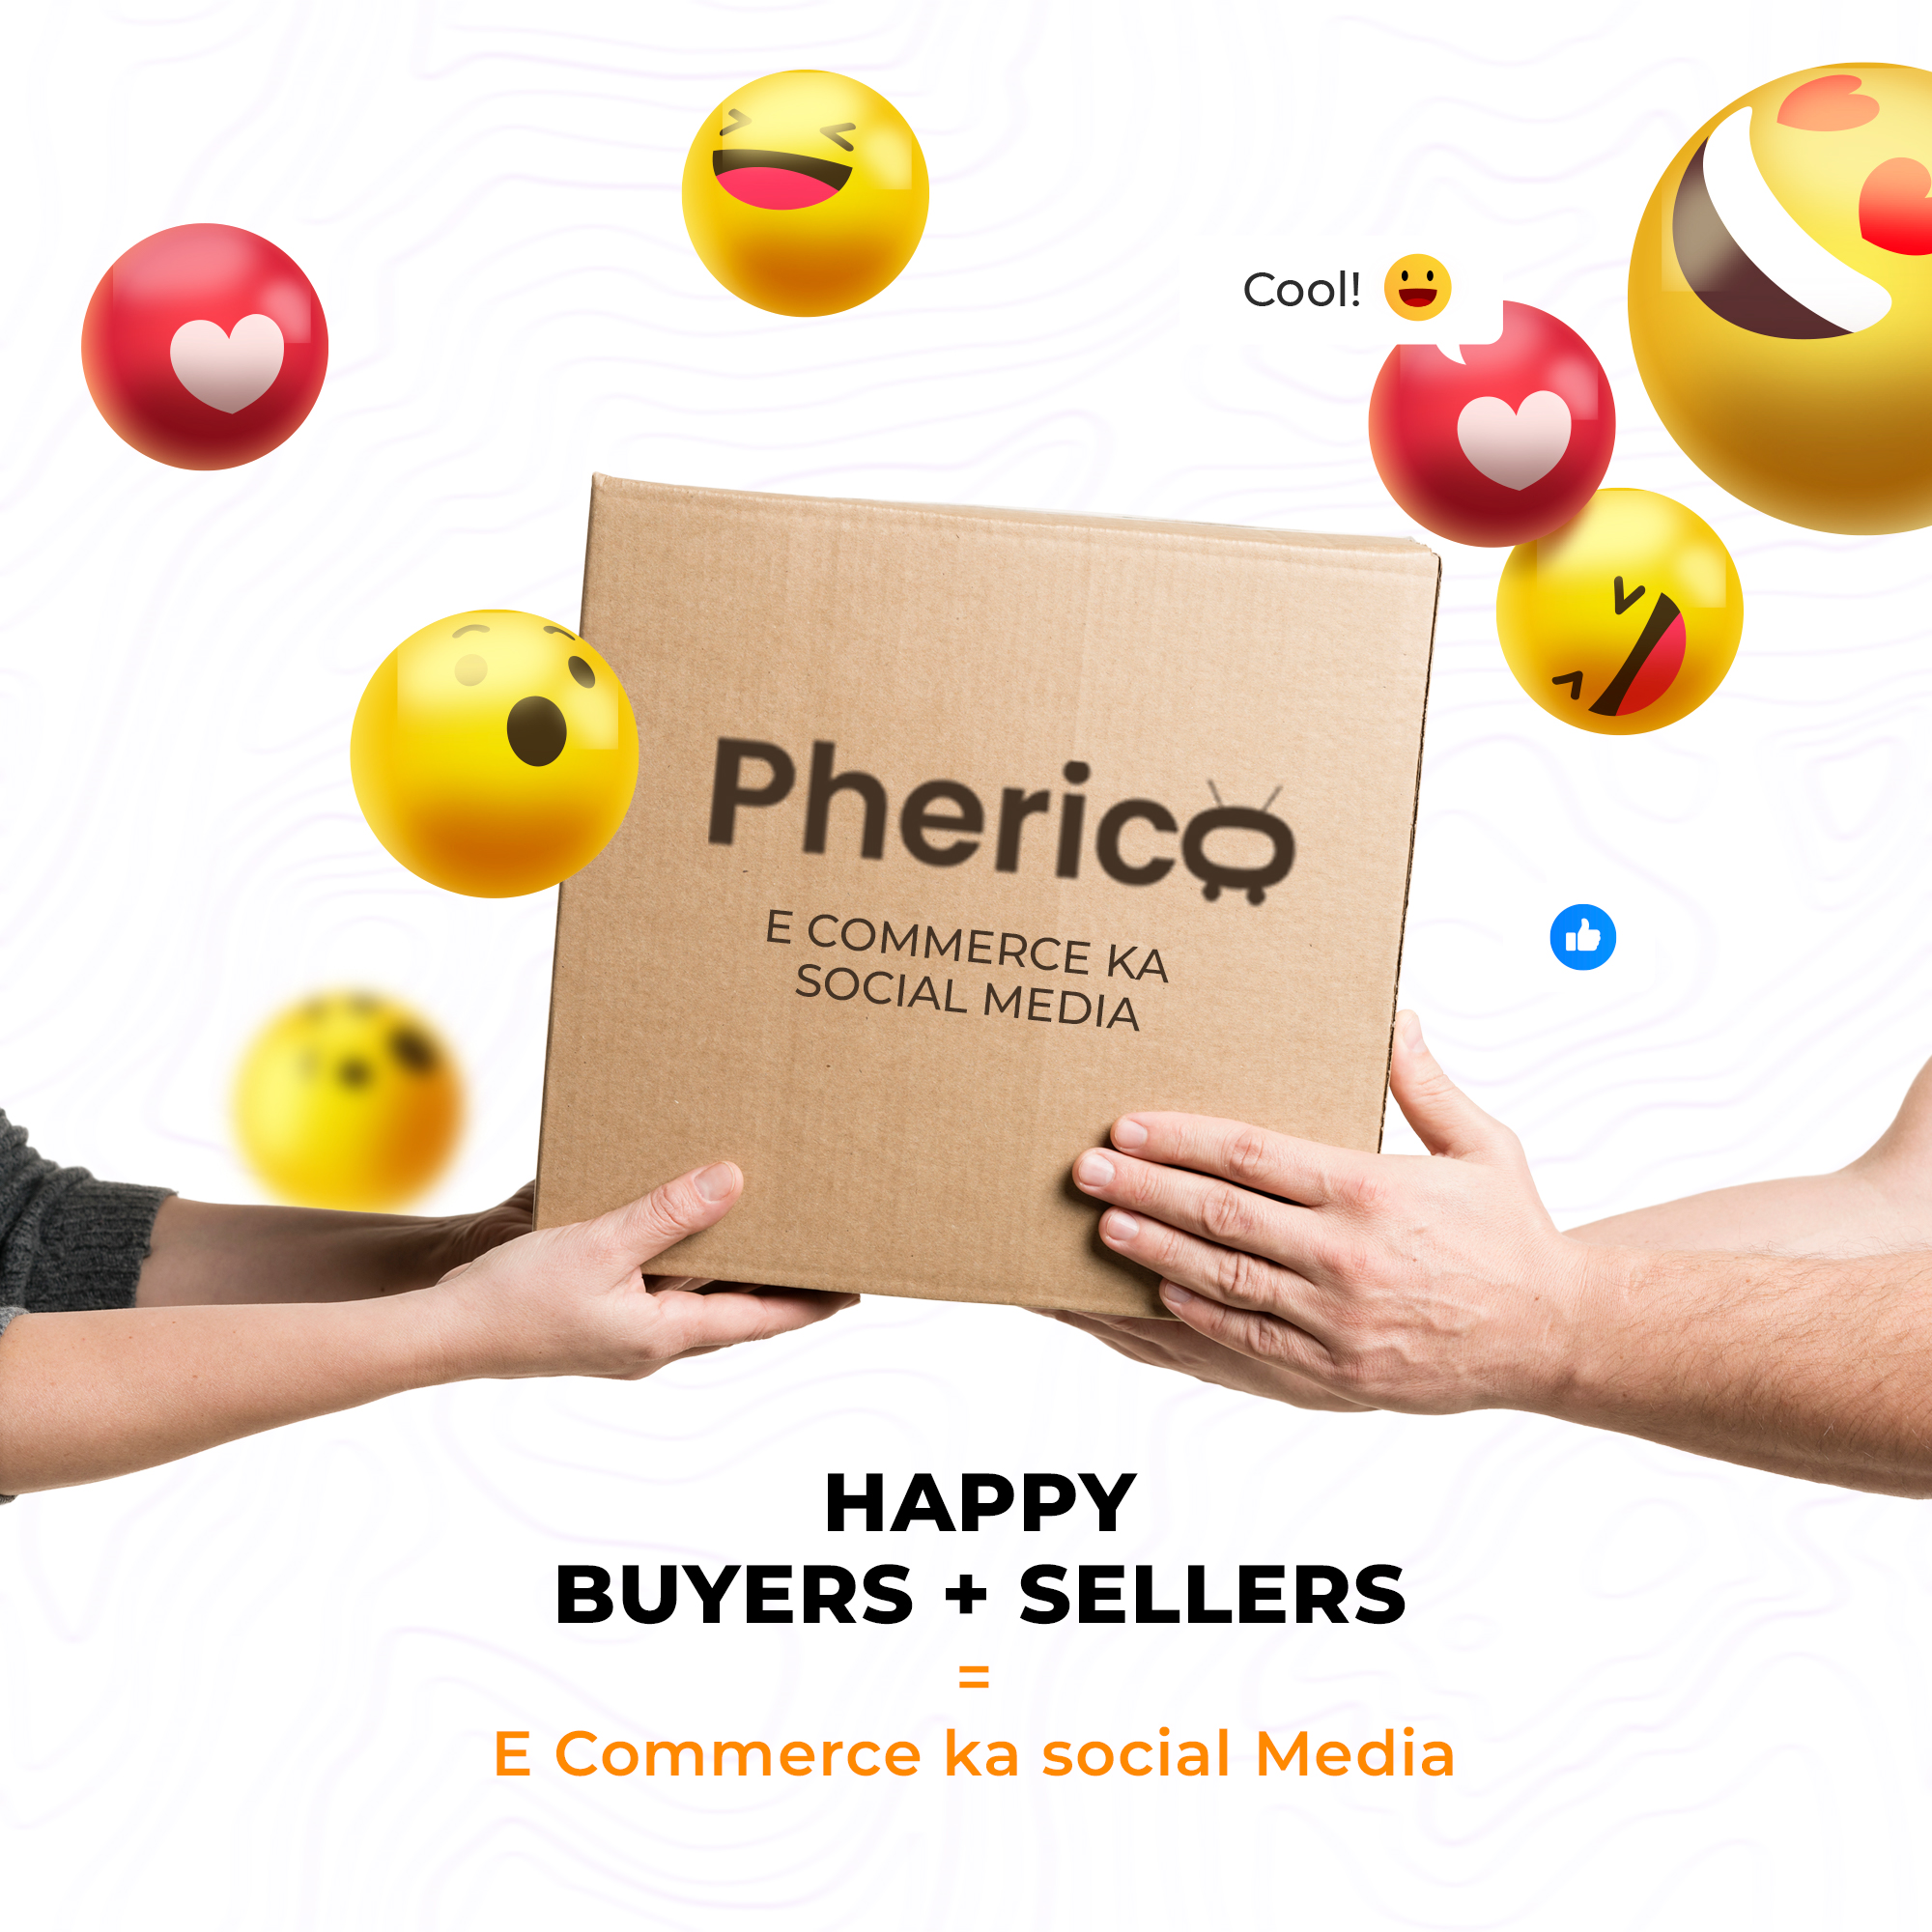 Cool!
Pherico
E COMMERCE KA
SOCIAL MEDIA
HAPPY
BUYERS + SELLERS
=
E Commerce ka social Media